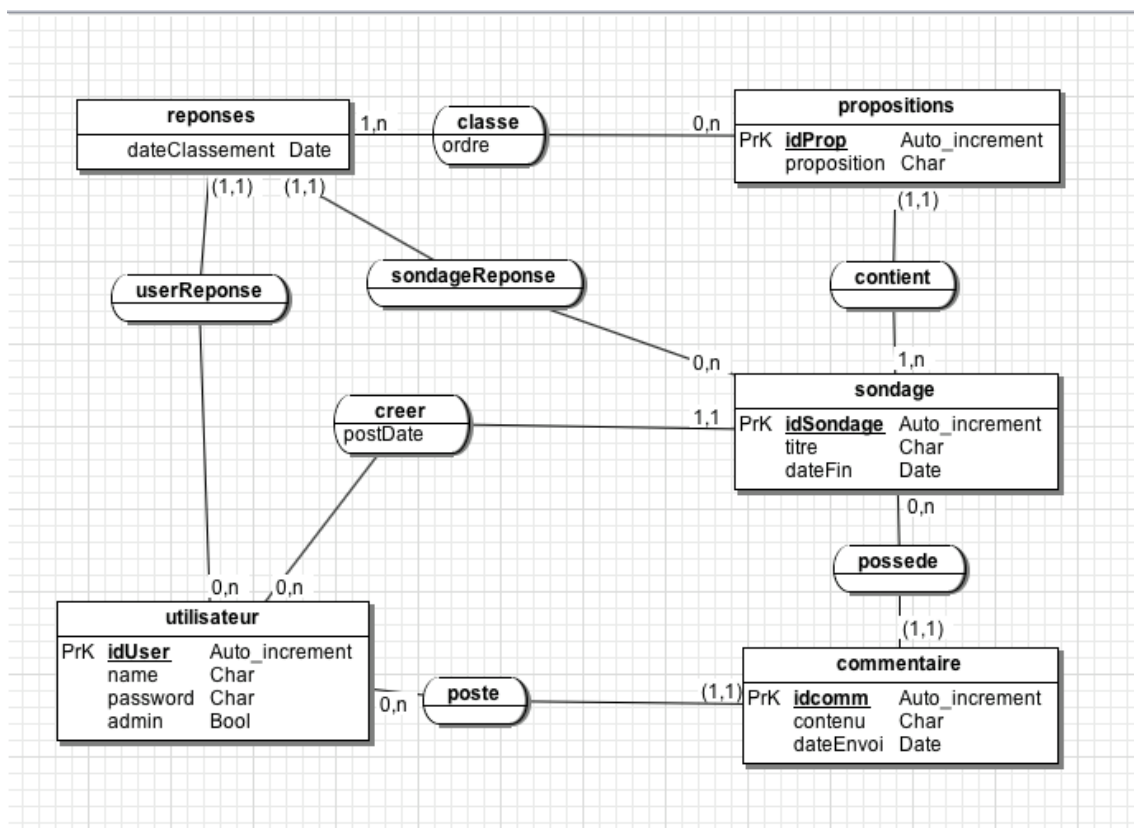 reponses
dateClassement Date
1,n
classe
ordre
0,n
propositions
PrK idProp Auto_increment
proposition Char
(1,1)
(1,1)
(1,1)
userReponse
sondageReponse
contient
0,n
1,n
sondage
PrK idSondage Auto_increment
titre Char
dateFin Date
creer
postDate
1,1
0,n
possede
0,n
0,n
(1,1)
utilisateur
PrK idUser Auto_increment
name Char
password Char
admin Bool
0,n
poste
(1,1)
commentaire
PrK idcomm Auto_increment
contenu Char
dateEnvoi Date